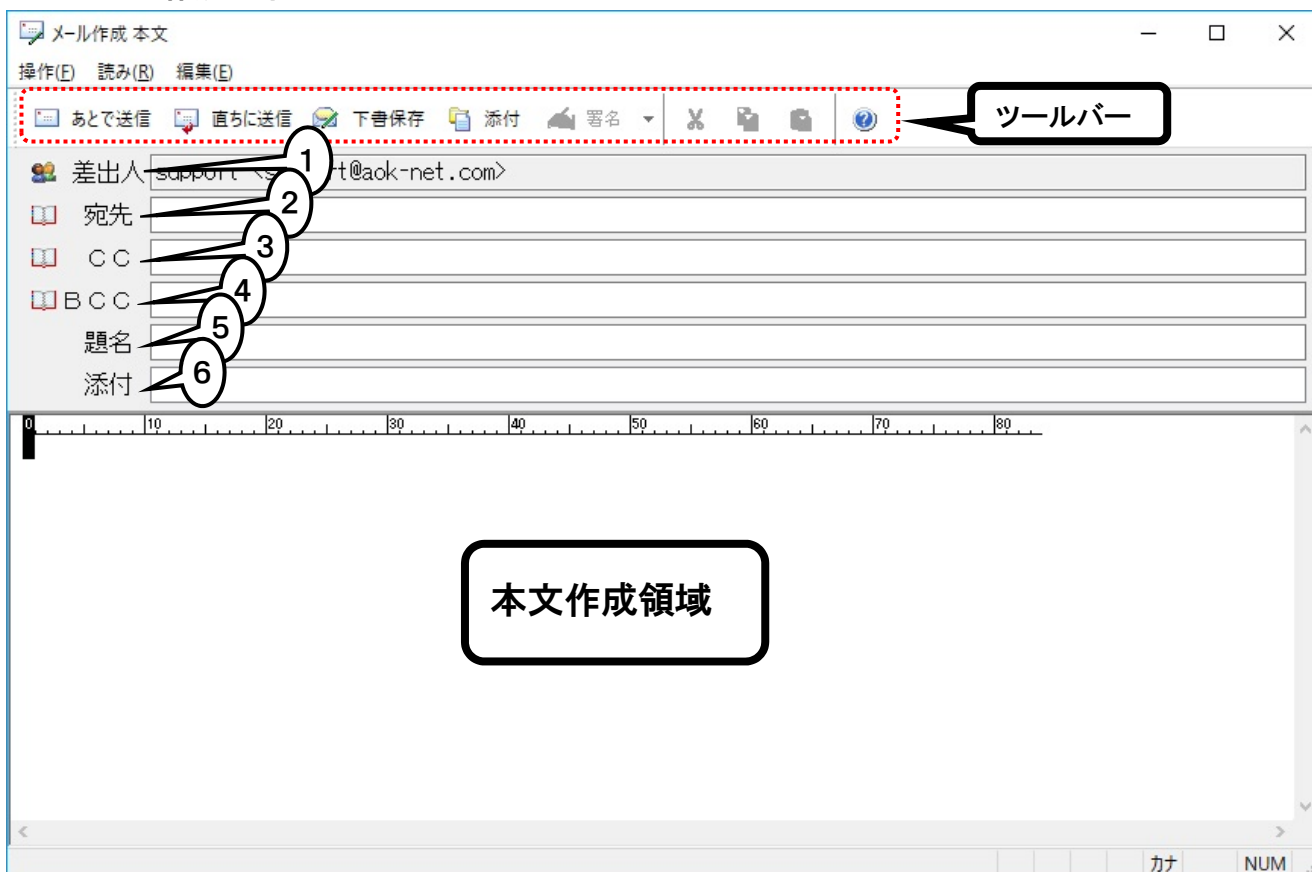 メール作成 本文
操作(F) 読み(R) 編集(E)
あとで送信 直ちに送信 下書保存 添付 署名
ツールバー
差出人 1 support <s t@aok-net.com>
宛先 2
CC 3
BCC 4
題名 5
添付 6
0 10 20 30 40 50 60 70 80
本文作成領域
カナ NUM